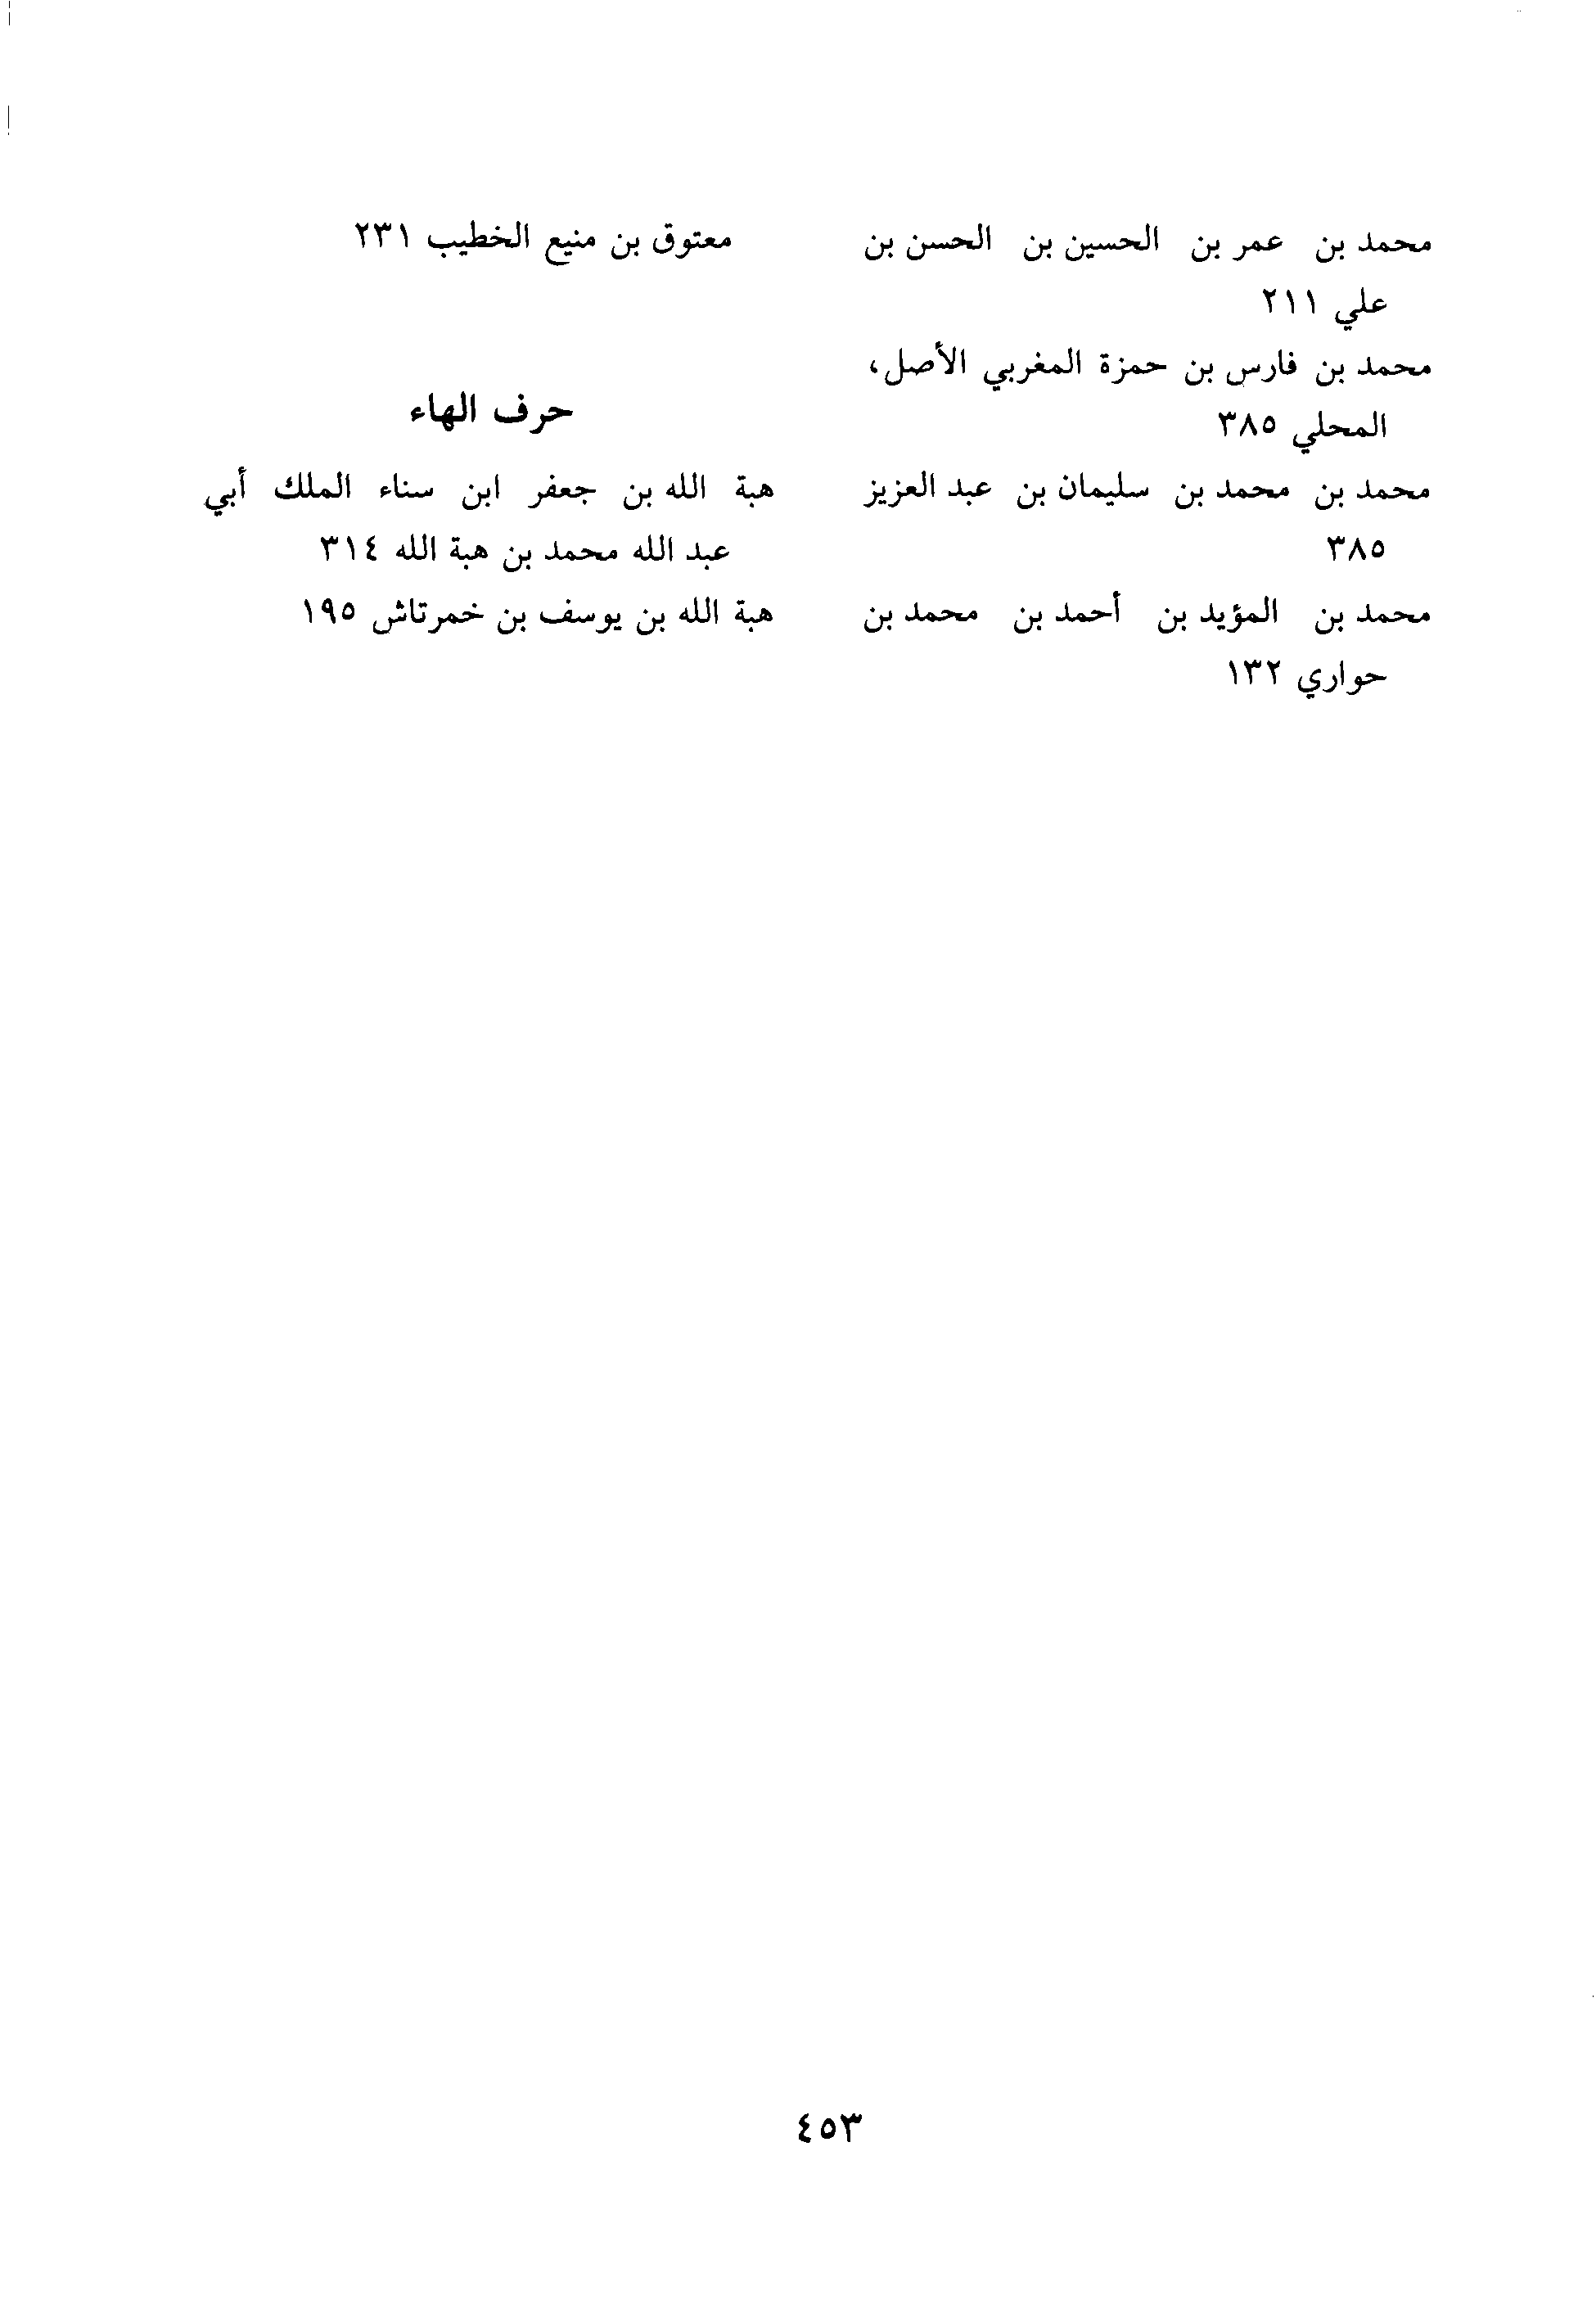 محمد بن عمر بن الحسين بن الحسن بن
علي ٢١١
محمد بن فارس بن حمزة المغربي الأصل،
المحلي ٣٨٥
محمد بن محمد بن سليمان بن عبد العزيز
٣٨٥
محمد بن المؤيد بن أحمد بن محمد بن
حواري ١٣٢
معتوق بن منيع الخطيب ٢٣١
حرف الهاء
هبة الله بن جعفر ابن سناء الملك أبي
عبد الله محمد بن هبة الله ٣١٤
هبة الله بن يوسف بن خمرتاش ١٩٥
٤٥٣